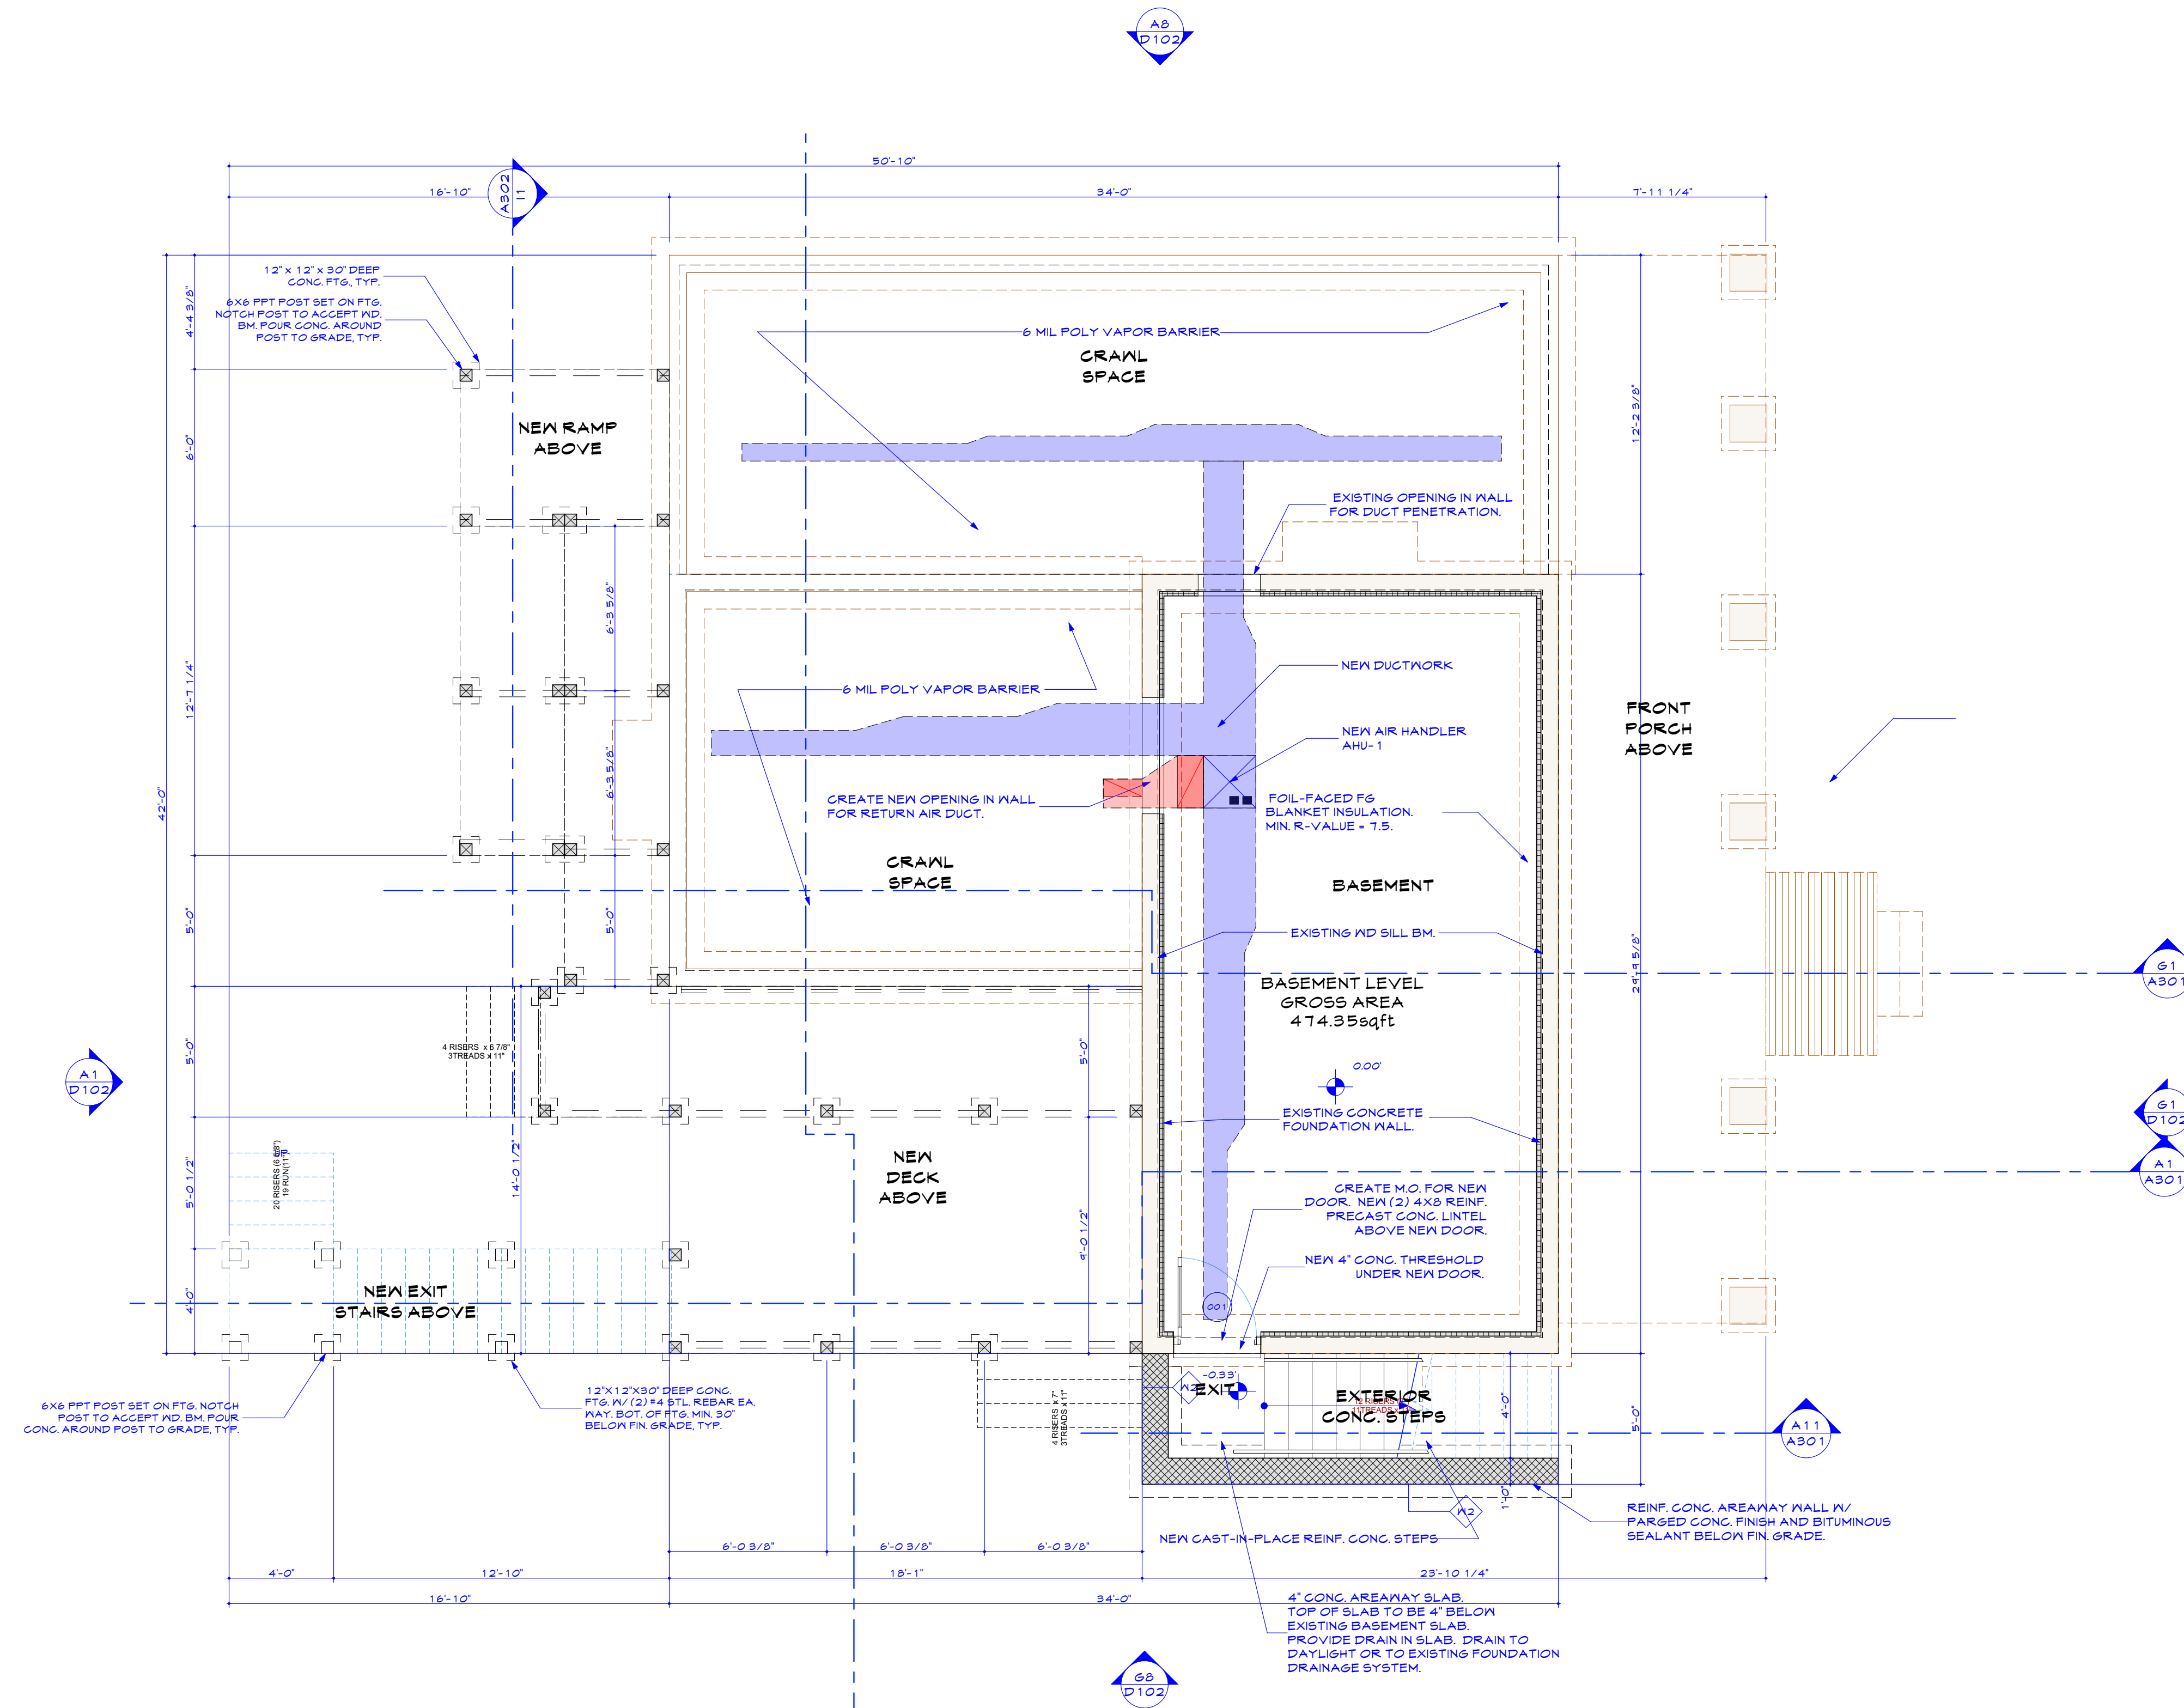 A8
D102
50'-10"
16'-10"
34'-0"
7'-11 1/4"
A302
11
12" x 12" x 30" DEEP
CONC. FTG., TYP.
6X6 PPT POST SET ON FTG.
NOTCH POST TO ACCEPT WD.
BM. POUR CONC. AROUND
POST TO GRADE, TYP.
4'-4 3/8"
6'-0"
12'-7 1/4"
42'-0"
5'-0"
5'-0"
5'-0 1/2"
4'-0"
6 MIL POLY VAPOR BARRIER
CRAWL
SPACE
12'-2 3/8"
NEW RAMP
ABOVE
EXISTING OPENING IN WALL
FOR DUCT PENETRATION.
6'-3 5/8"
6'-3 5/8"
5'-0"
6 MIL POLY VAPOR BARRIER
NEW DUCTWORK
NEW AIR HANDLER
AHU-1
FRONT
PORCH
ABOVE
CREATE NEW OPENING IN WALL
FOR RETURN AIR DUCT.
FOIL-FACED FG
BLANKET INSULATION.
MIN. R-VALUE = 7.5.
CRAWL
SPACE
BASEMENT
EXISTING WD SILL BM.
29'-9 5/8"
G1
A301
BASEMENT LEVEL
GROSS AREA
474.35sqft
0.00'
4 RISERS x 6 7/8"
3TREADS x 11"
5'-0"
A1
D102
EXISTING CONCRETE
FOUNDATION WALL.
G1
D102
A1
A301
20 RISERS (6 5/8")
19 RUN(11")
14'-0 1/2"
NEW
DECK
ABOVE
9'-0 1/2"
CREATE M.O. FOR NEW
DOOR. NEW (2) 4X8 REINF.
PRECAST CONC. LINTEL
ABOVE NEW DOOR.
NEW 4" CONC. THRESHOLD
UNDER NEW DOOR.
NEW EXIT
STAIRS ABOVE
001
-0.33'
W2
EXIT
EXTERIOR
CONC. STEPS
12 RISERS
11TREADS x
4'-0"
5'-0"
1'-0"
A11
A301
6X6 PPT POST SET ON FTG. NOTCH
POST TO ACCEPT WD. BM. POUR
CONC. AROUND POST TO GRADE, TYP.
12"X12"X30" DEEP CONC.
FTG. W/ (2) #4 STL. REBAR EA.
WAY. BOT. OF FTG. MIN. 30"
BELOW FIN. GRADE, TYP.
4 RISERS x 7"
3TREADS x 11"
W2
REINF. CONC. AREAWAY WALL W/
PARGED CONC. FINISH AND BITUMINOUS
SEALANT BELOW FIN. GRADE.
NEW CAST-IN-PLACE REINF. CONC. STEPS
6'-0 3/8"
6'-0 3/8"
6'-0 3/8"
4'-0"
12'-10"
18'-1"
23'-10 1/4"
16'-10"
34'-0"
4" CONC. AREAWAY SLAB.
TOP OF SLAB TO BE 4" BELOW
EXISTING BASEMENT SLAB.
PROVIDE DRAIN IN SLAB. DRAIN TO
DAYLIGHT OR TO EXISTING FOUNDATION
DRAINAGE SYSTEM.
G8
D102